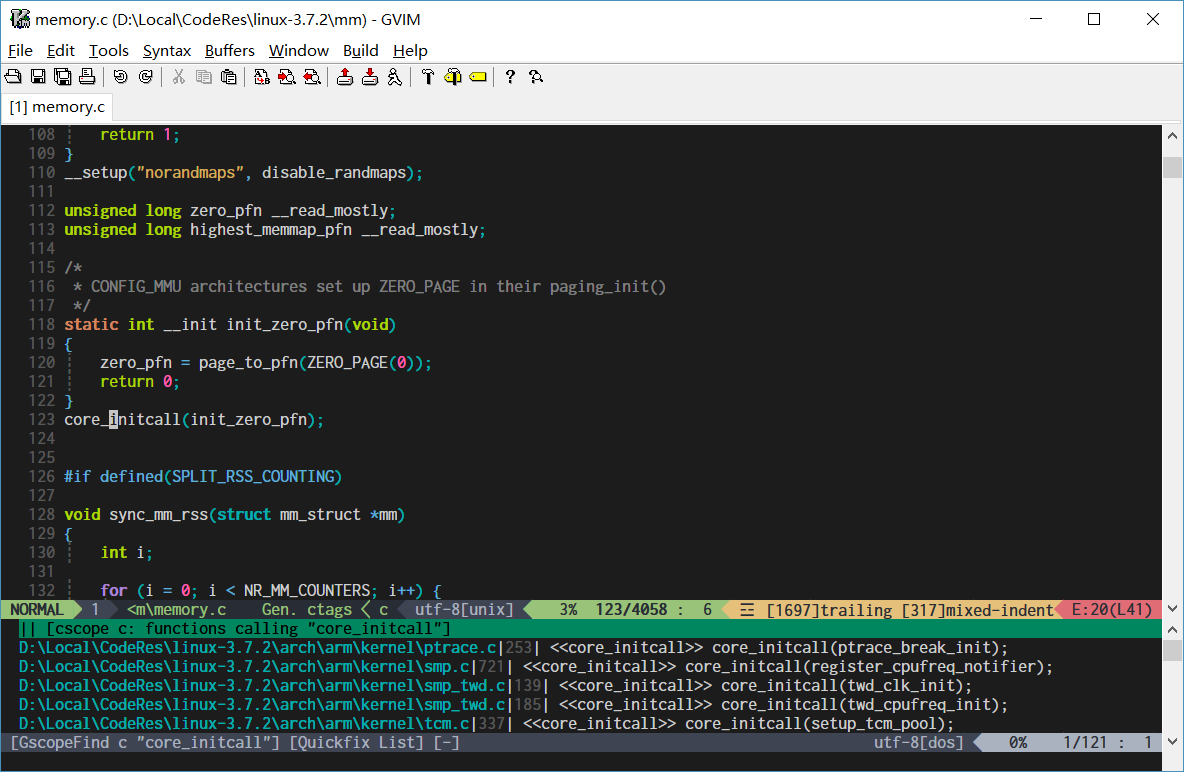 memory.c (D:\Local\CodeRes\linux-3.7.2\mm) - GVIM
File Edit Tools Syntax Buffers Window Build Help
[1] memory.c
108 return 1;
109 }
110 __setup("norandmaps", disable_randmaps);
111
112 unsigned long zero_pfn __read_mostly;
113 unsigned long highest_memmap_pfn __read_mostly;
114
115 /*
116 * CONFIG_MMU architectures set up ZERO_PAGE in their paging_init()
117 */
118 static int __init init_zero_pfn(void)
119 {
120 zero_pfn = page_to_pfn(ZERO_PAGE(0));
121 return 0;
122 }
123 core_initcall(init_zero_pfn);
124
125
126 #if defined(SPLIT_RSS_COUNTING)
127
128 void sync_mm_rss(struct mm_struct *mm)
129 {
130 int i;
131
132 for (i = 0; i < NR_MM_COUNTERS; i++) {
NORMAL 1 <m\memory.c Gen. ctags < c utf-8[unix] 3% 123/4058 : 6 ☰ [1697]trailing [317]mixed-indent E:20(L41)
|| [cscope c: functions calling "core_initcall"]
D:\Local\CodeRes\linux-3.7.2\arch\arm\kernel\ptrace.c|253| <<core_initcall>> core_initcall(ptrace_break_init);
D:\Local\CodeRes\linux-3.7.2\arch\arm\kernel\smp.c|721| <<core_initcall>> core_initcall(register_cpufreq_notifier);
D:\Local\CodeRes\linux-3.7.2\arch\arm\kernel\smp_twd.c|139| <<core_initcall>> core_initcall(twd_clk_init);
D:\Local\CodeRes\linux-3.7.2\arch\arm\kernel\smp_twd.c|185| <<core_initcall>> core_initcall(twd_cpufreq_init);
D:\Local\CodeRes\linux-3.7.2\arch\arm\kernel\tcm.c|337| <<core_initcall>> core_initcall(setup_tcm_pool);
[GscopeFind c "core_initcall"] [Quickfix List] [-] utf-8[dos] 0% 1/121 : 1